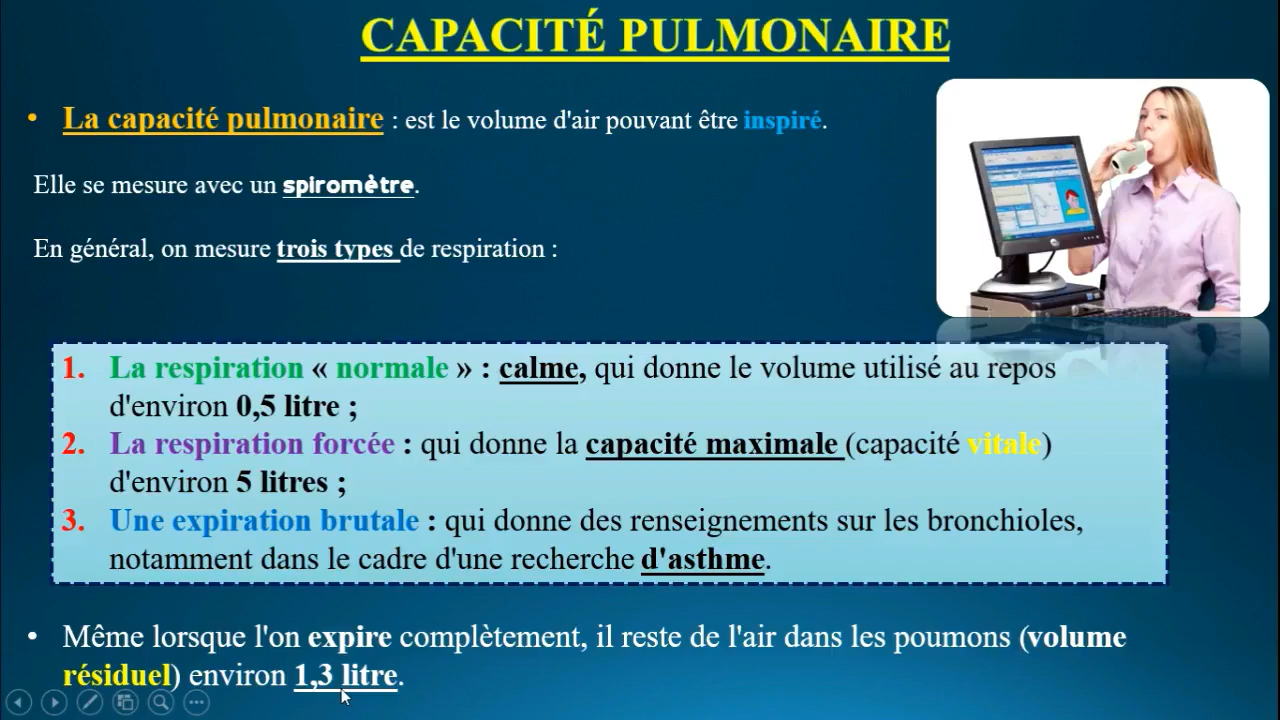 CAPACITÉ PULMONAIRE
• La capacité pulmonaire : est le volume d'air pouvant être inspiré.
Elle se mesure avec un spiromètre.
En général, on mesure trois types de respiration :
1. La respiration « normale » : calme, qui donne le volume utilisé au repos
d'environ 0,5 litre ;
2. La respiration forcée : qui donne la capacité maximale (capacité vitale)
d'environ 5 litres ;
3. Une expiration brutale : qui donne des renseignements sur les bronchioles,
notamment dans le cadre d'une recherche d'asthme.
• Même lorsque l'on expire complètement, il reste de l'air dans les poumons (volume
résiduel) environ 1,3 litre.